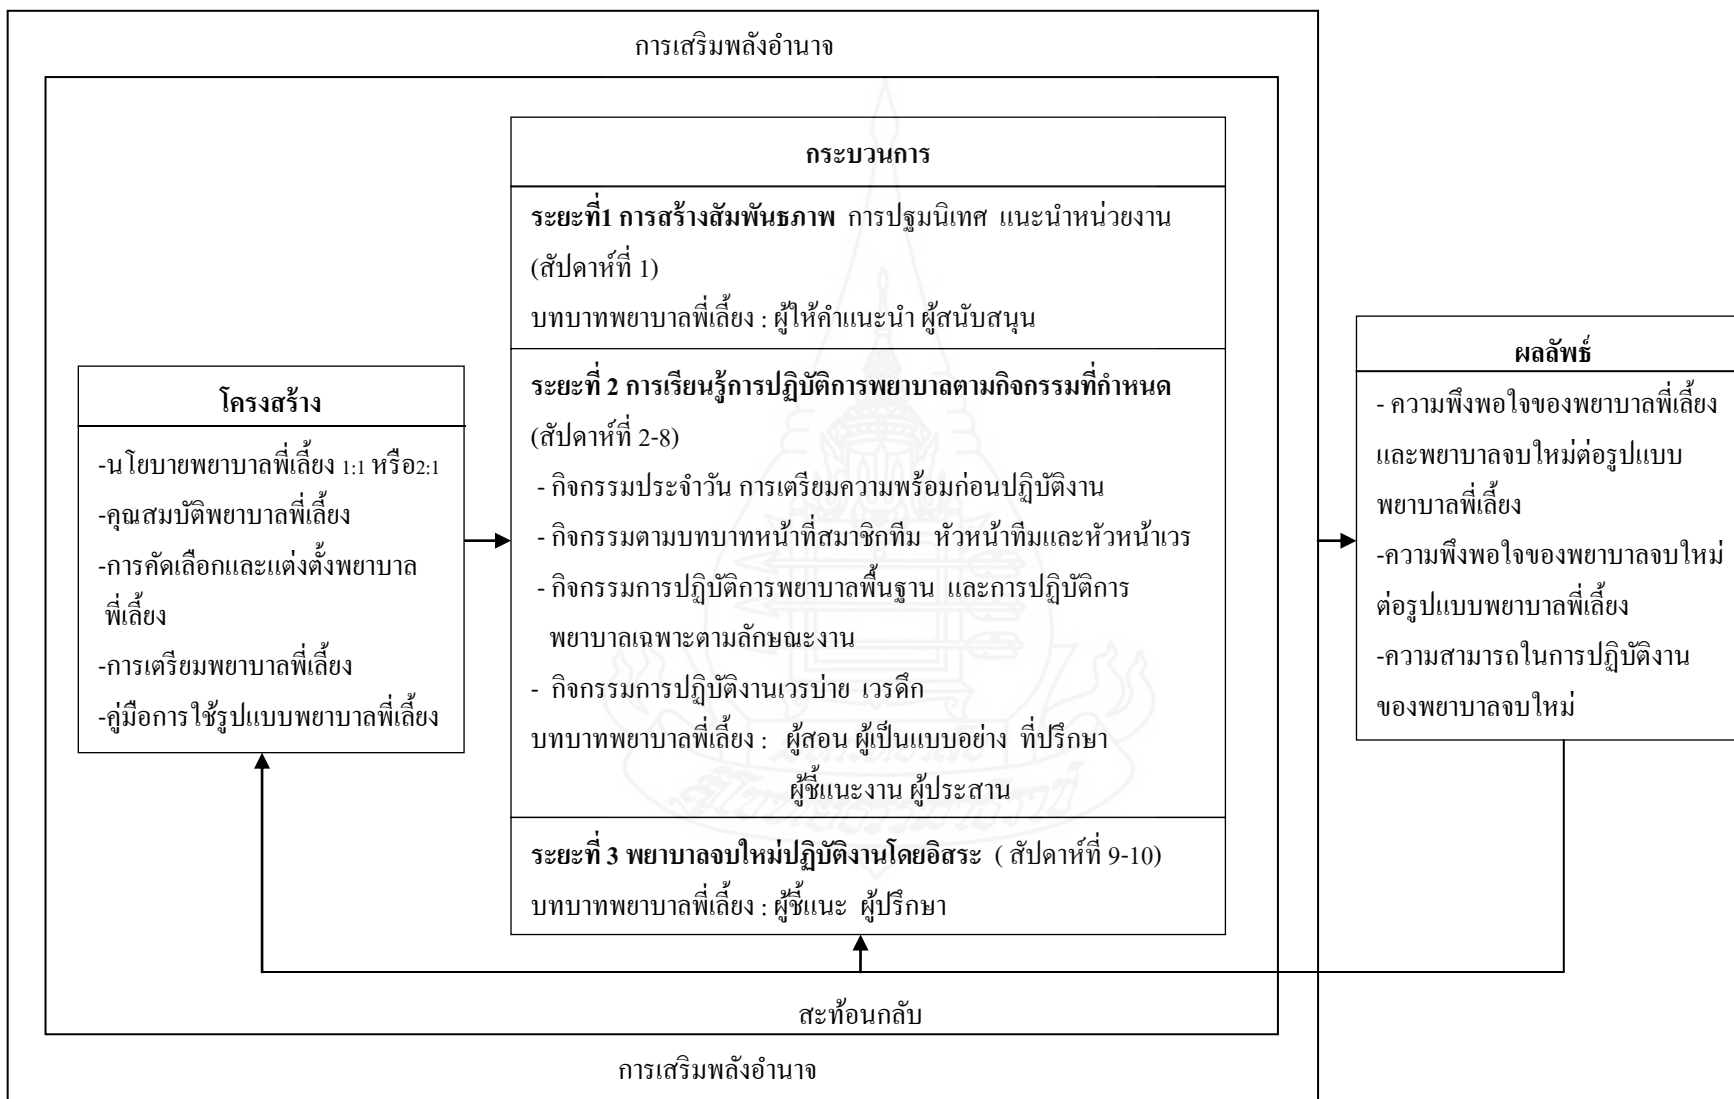 การเสริมพลังอำนาจ
กระบวนการ
ระยะที่1 การสร้างสัมพันธภาพ การปฐมนิเทศ แนะนำหน่วยงาน
(สัปดาห์ที่ 1)
บทบาทพยาบาลพี่เลี้ยง : ผู้ให้คำแนะนำ ผู้สนับสนุน
ระยะที่ 2 การเรียนรู้การปฏิบัติการพยาบาลตามกิจกรรมที่กำหนด
(สัปดาห์ที่ 2-8)
- กิจกรรมประจำวัน การเตรียมความพร้อมก่อนปฏิบัติงาน
- กิจกรรมตามบทบาทหน้าที่สมาชิกทีม หัวหน้าทีมและหัวหน้าเวร
- กิจกรรมการปฏิบัติการพยาบาลพื้นฐาน และการปฏิบัติการ
พยาบาลเฉพาะตามลักษณะงาน
- กิจกรรมการปฏิบัติงานเวรบ่าย เวรดึก
บทบาทพยาบาลพี่เลี้ยง : ผู้สอน ผู้เป็นแบบอย่าง ที่ปรึกษา
ผู้ชี้แนะงาน ผู้ประสาน
ระยะที่ 3 พยาบาลจบใหม่ปฏิบัติงานโดยอิสระ ( สัปดาห์ที่ 9-10)
บทบาทพยาบาลพี่เลี้ยง : ผู้ชี้แนะ ผู้ปรึกษา
โครงสร้าง
-นโยบายพยาบาลพี่เลี้ยง 1:1 หรือ2:1
-คุณสมบัติพยาบาลพี่เลี้ยง
-การคัดเลือกและแต่งตั้งพยาบาล
พี่เลี้ยง
-การเตรียมพยาบาลพี่เลี้ยง
-คู่มือการใช้รูปแบบพยาบาลพี่เลี้ยง
ผลลัพธ์
- ความพึงพอใจของพยาบาลพี่เลี้ยง
และพยาบาลจบใหม่ต่อรูปแบบ
พยาบาลพี่เลี้ยง
-ความพึงพอใจของพยาบาลจบใหม่
ต่อรูปแบบพยาบาลพี่เลี้ยง
-ความสามารถในการปฏิบัติงาน
ของพยาบาลจบใหม่
สะท้อนกลับ
การเสริมพลังอำนาจ